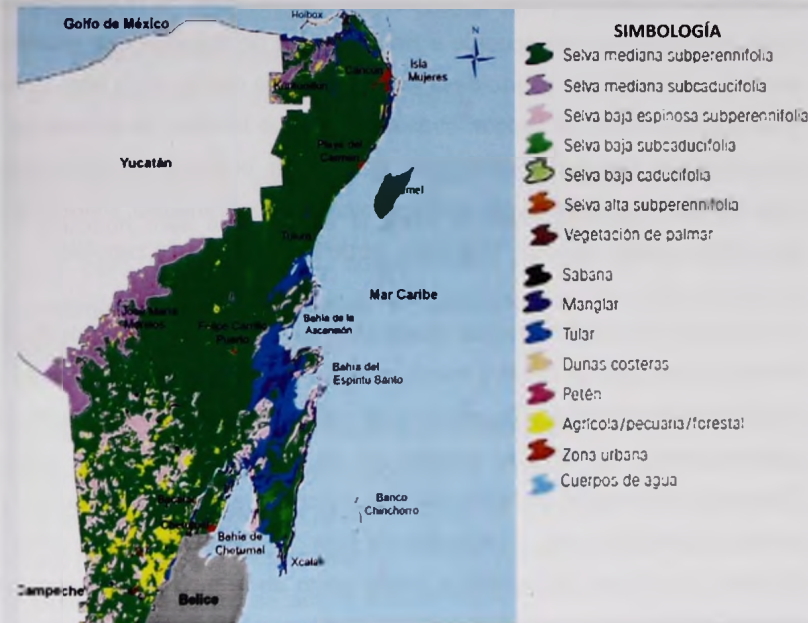 Golfo de México
Holbox
N
Cancún
Isla
Mujeres
Kantunilkin
Playa del
Carmen
Yucatán
mel
Tulum
Mar Caribe
José María
Morelos
Felipe Carrillo
Puerto
Bahía de la
Ascensión
Bahía del
Espíritu Santo
Banco
Chinchorro
Bahía de
Chetumal
Xcalak
Campeche
Belice
SIMBOLOGÍA
Selva mediana subperennifolia
Selva mediana subcaducifolia
Selva baja espinosa subperennifolia
Selva baja subcaducifolia
Selva baja caducifolia
Selva alta subperennifolia
Vegetación de palmar
Sabana
Manglar
Tular
Dunas costeras
Petén
Agrícola/pecuaria/forestal
Zona urbana
Cuerpos de agua